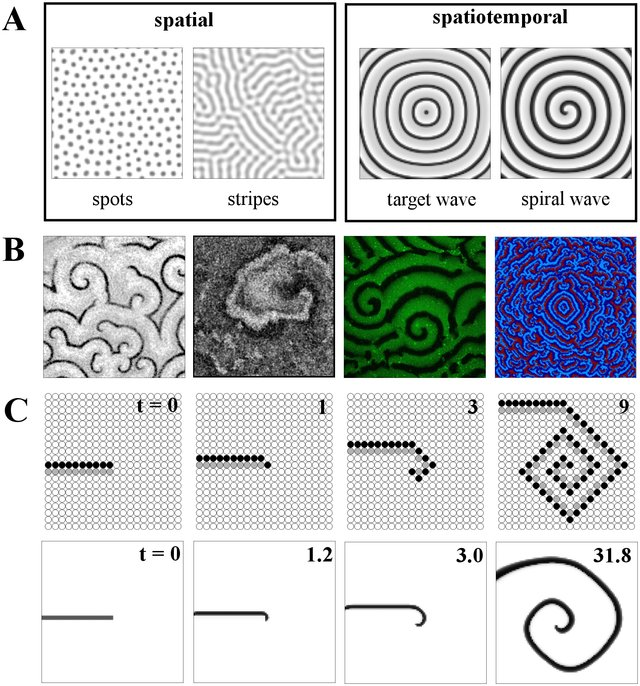 A
spatial
spatiotemporal
spots
stripes
target wave
spiral wave
B
C
t = 0
1
3
9
t = 0
1.2
3.0
31.8